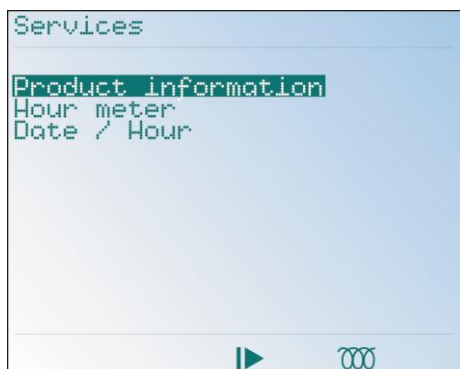 Services
Product information
Hour meter
Date / Hour